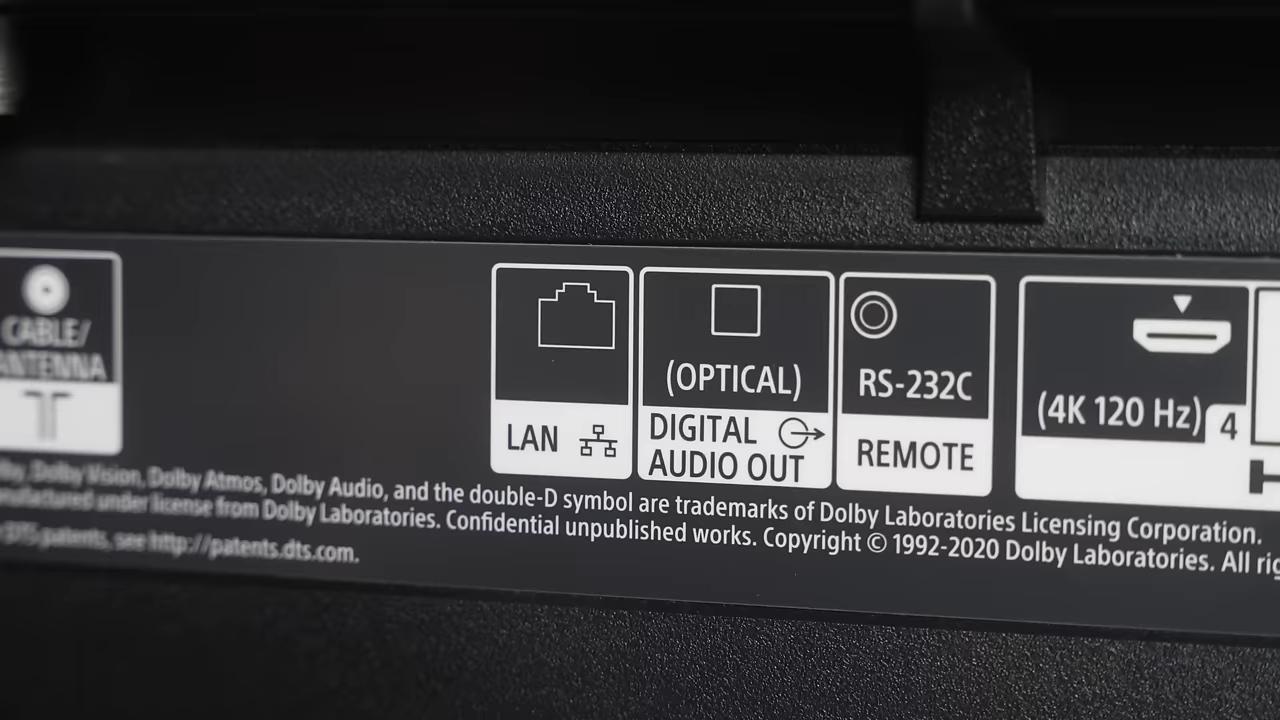 CABLE/
ANTENNA
LAN
(OPTICAL)
DIGITAL
AUDIO OUT
RS-232C
REMOTE
(4K 120 Hz)
4
Dolby Vision, Dolby Atmos, Dolby Audio, and the double-D symbol are trademarks of Dolby Laboratories Licensing Corporation.
under license from Dolby Laboratories. Confidential unpublished works. Copyright © 1992-2020 Dolby Laboratories. All
patents, see http://patents.dts.com.